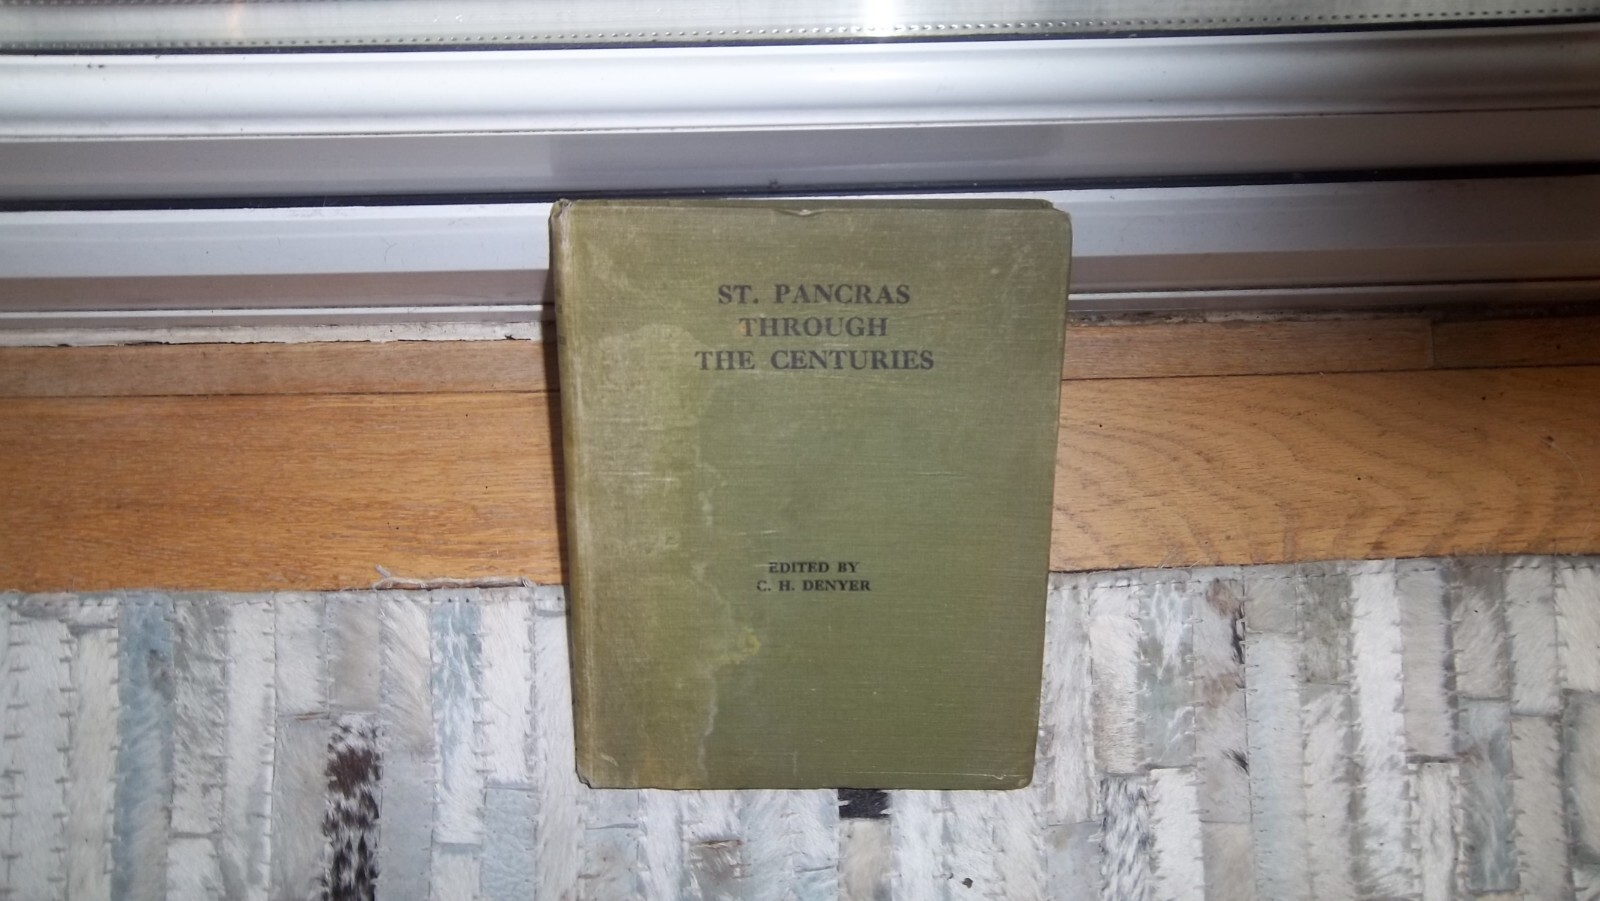 ST. PANCRAS
THROUGH
THE CENTURIES
EDITED BY
C. H. DENYER